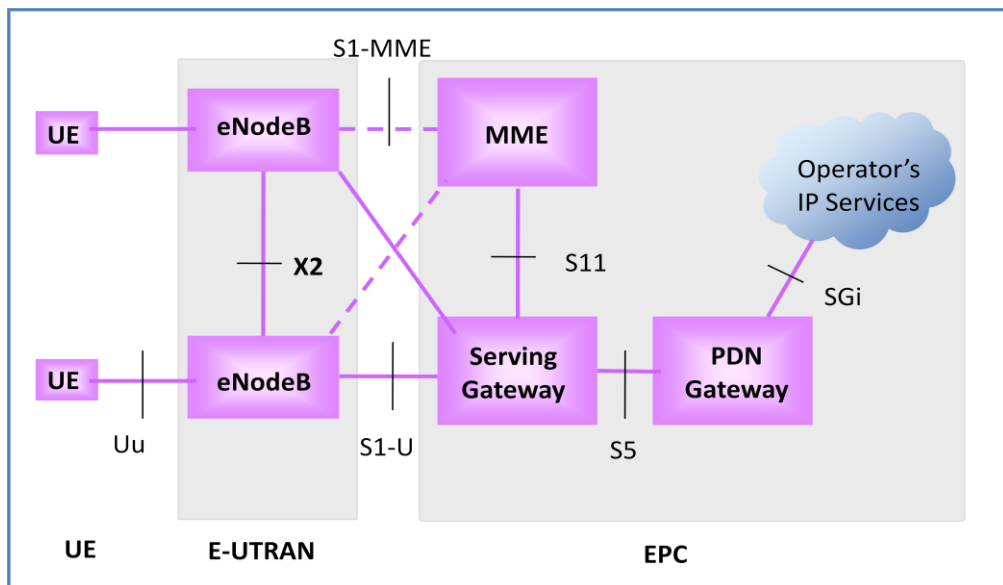 S1-MME
UE
eNodeB
MME
Operator's
IP Services
X2
S11
SGi
UE
eNodeB
Serving
Gateway
PDN
Gateway
Uu
S1-U
S5
UE
E-UTRAN
EPC